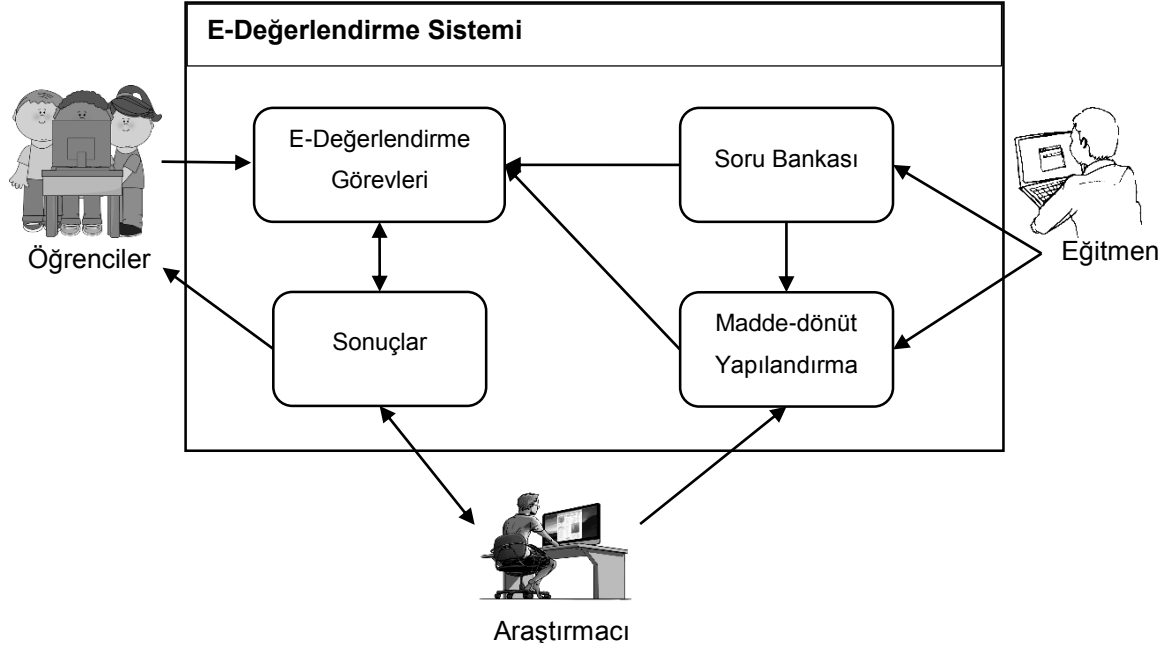 E-Değerlendirme Sistemi
E-Değerlendirme
Görevleri
Soru Bankası
Öğrenciler
Eğitmen
Sonuçlar
Madde-dönüt
Yapılandırma
Araştırmacı